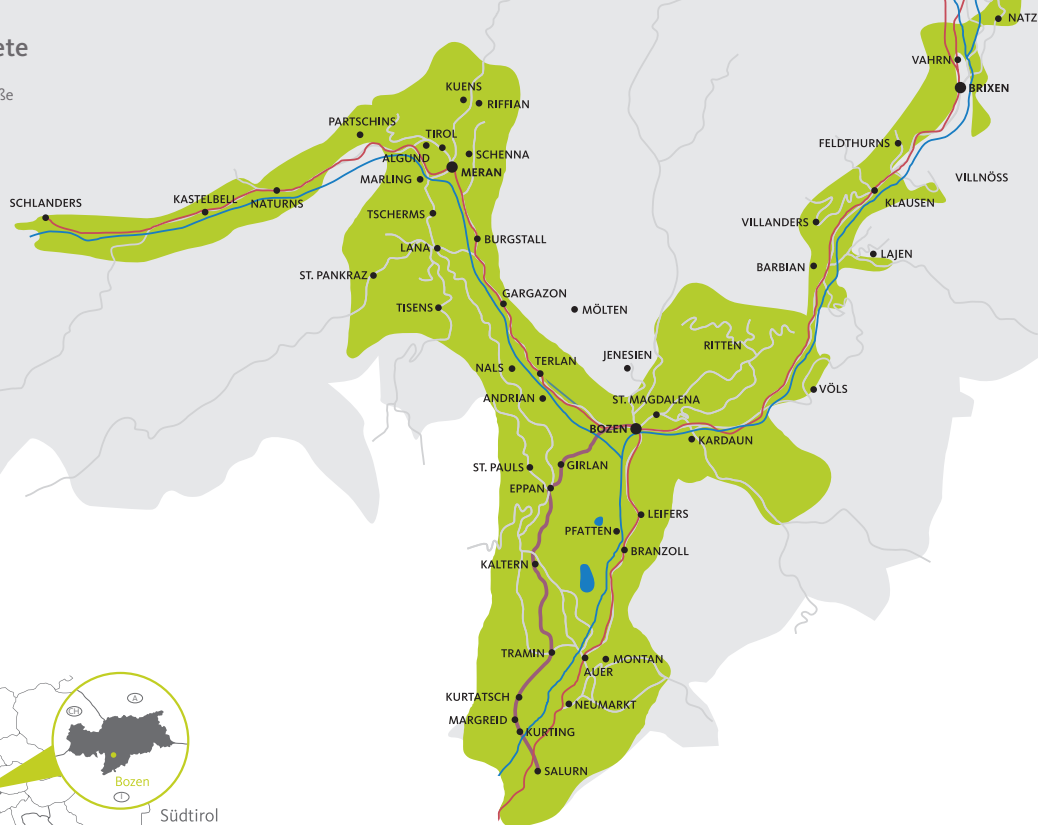 ete
ße
NATZ
VAHRN
BRIXEN
KUENS
RIFFIAN
PARTSCHINS
TIROL
FELDTHURNS
ALGUND
SCHENNA
MERAN
MARLING
VILLNÖSS
KASTELBELL
NATURNS
SCHLANDERS
KLAUSEN
TSCHERMS
VILLANDERS
BURGSTALL
LANA
LAJEN
BARBIAN
ST. PANKRAZ
GARGAZON
TISENS
MÖLTEN
RITTEN
JENESIEN
TERLAN
NALS
VÖLS
ANDRIAN
ST. MAGDALENA
BOZEN
KARDAUN
ST. PAULS
GIRLAN
EPPAN
LEIFERS
PFATTEN
BRANZOLL
KALTERN
TRAMIN
MONTAN
AUER
KURTATSCH
NEUMARKT
MARGREID
KURTING
SALURN
A
CH
Bozen
I
Südtirol